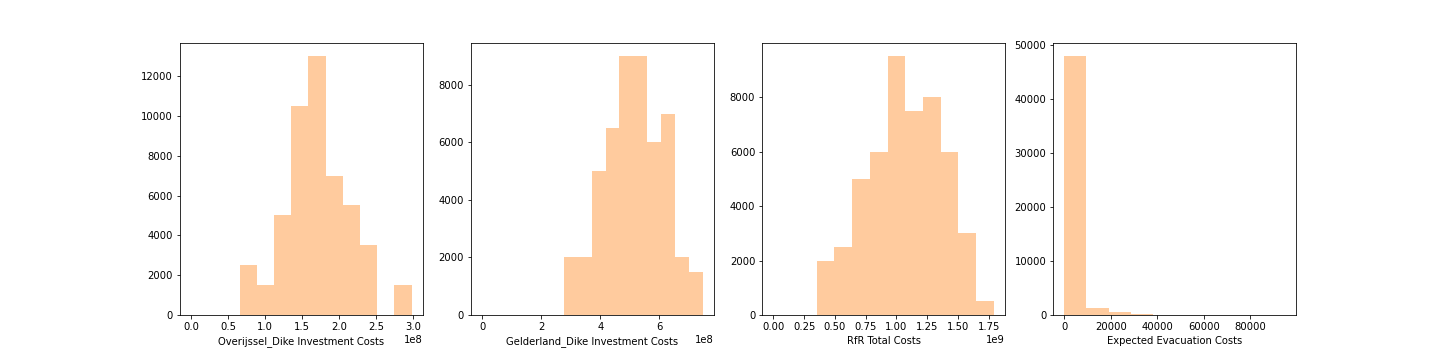 12000
10000
8000
6000
4000
2000
0
0.0 0.5 1.0 1.5 2.0 2.5 3.0
1e8
Overijssel_Dike Investment Costs
8000
6000
4000
2000
0
0 2 4 6
1e8
Gelderland_Dike Investment Costs
8000
6000
4000
2000
0
0.00 0.25 0.50 0.75 1.00 1.25 1.50 1.75
1e9
RfR Total Costs
50000
40000
30000
20000
10000
0
0 20000 40000 60000 80000
Expected Evacuation Costs